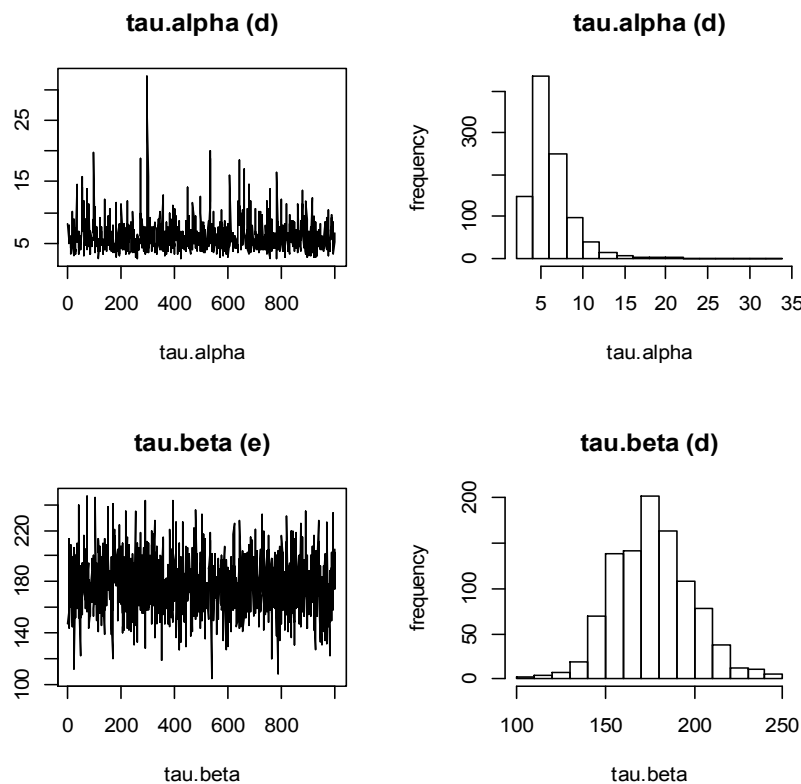 tau.alpha (d)
tau.alpha (d)
25
15
5
0 200 400 600 800
tau.alpha
frequency
300
100
0
5 10 15 20 25 30 35
tau.alpha
tau.beta (e)
tau.beta (d)
220
180
140
100
0 200 400 600 800
tau.beta
frequency
200
150
100
50
0
100 150 200 250
tau.beta